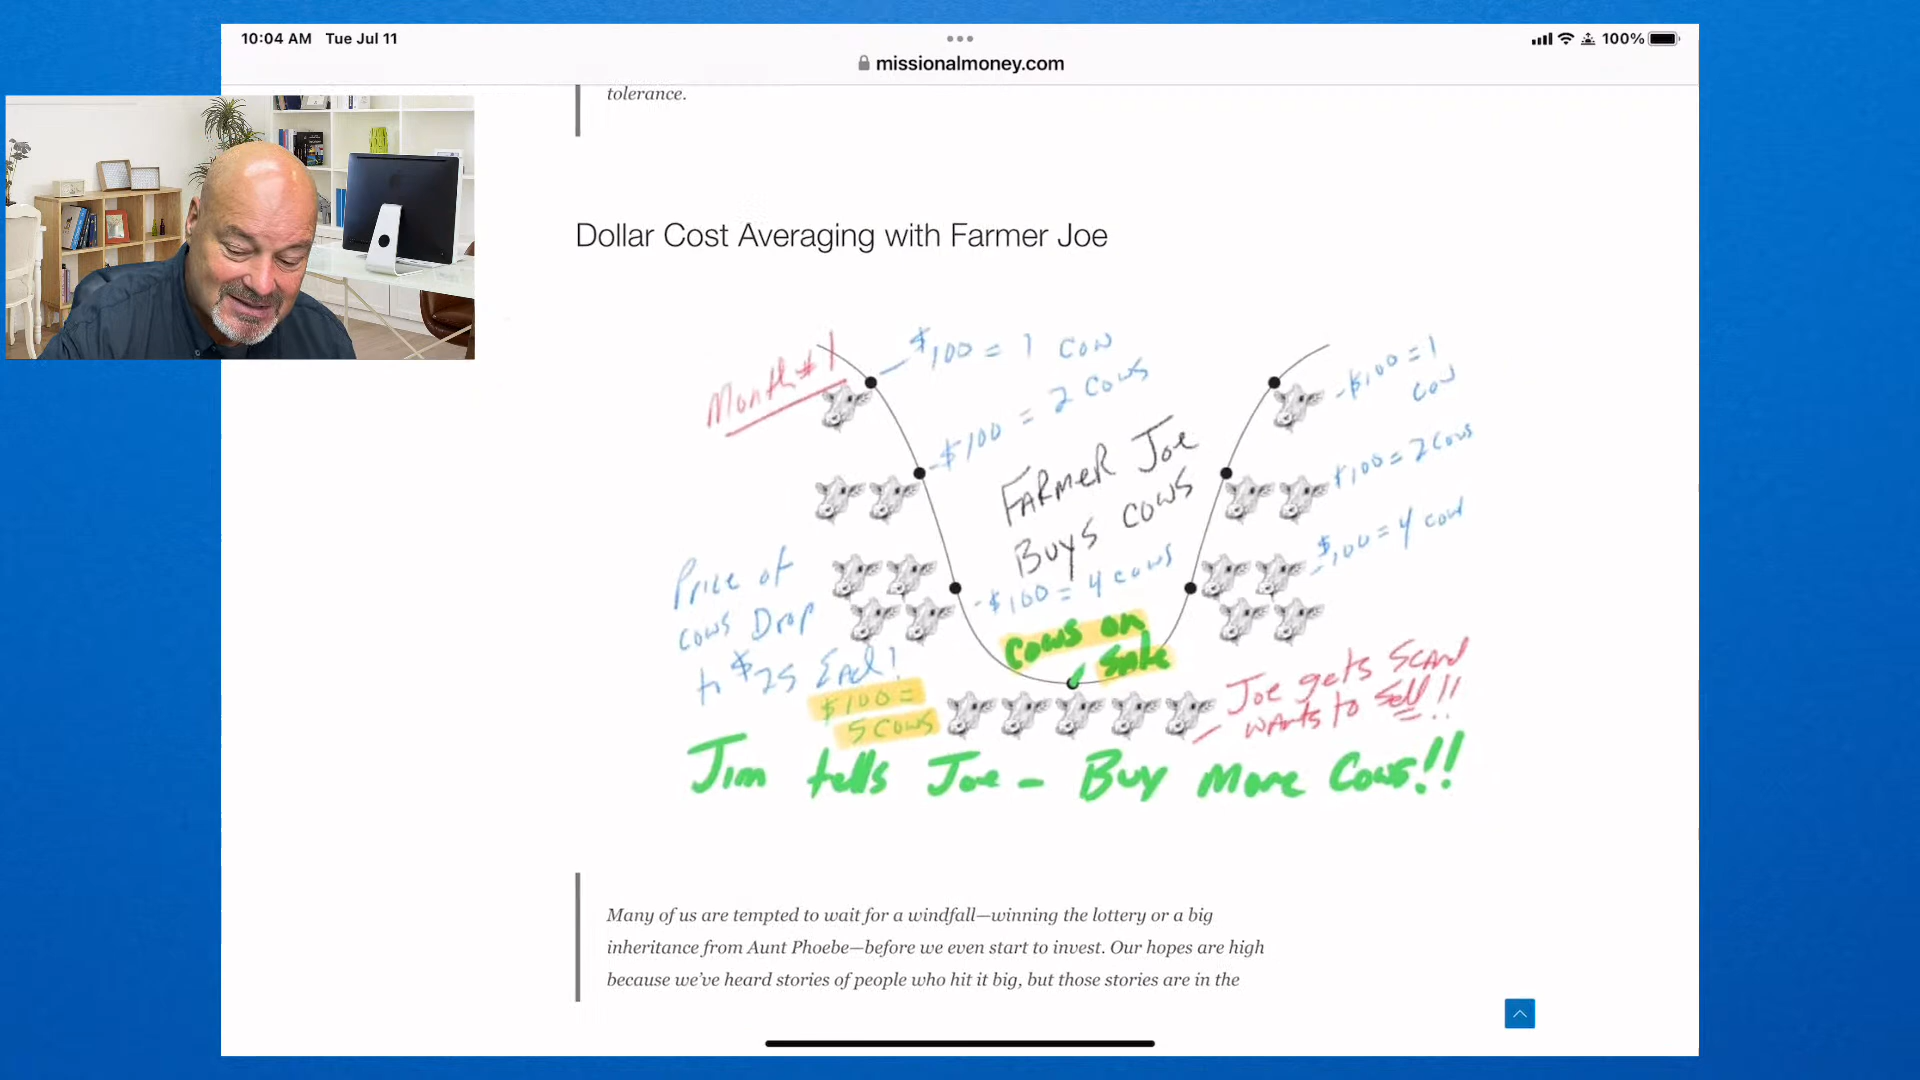 10:04 AM Tue Jul 11
100%
missionalmoney.com
tolerance.
Dollar Cost Averaging with Farmer Joe
Month #1
$100 = 1 COW
$100 = 2 COWS
FARMER JOE
BUYS COWS
$100 = 4 COWS
Price of
COWS DROP
to $25 Each!
$100 =
5 COWS
Cows on
Sale
$100 = 1
COW
$100 = 2 COWS
$100 = 4 COW
Joe gets Scared
wants to Sell!!
Jim tells Joe - Buy More Cows!!
Many of us are tempted to wait for a windfall—winning the lottery or a big
inheritance from Aunt Phoebe—before we even start to invest. Our hopes are high
because we've heard stories of people who hit it big, but those stories are in the